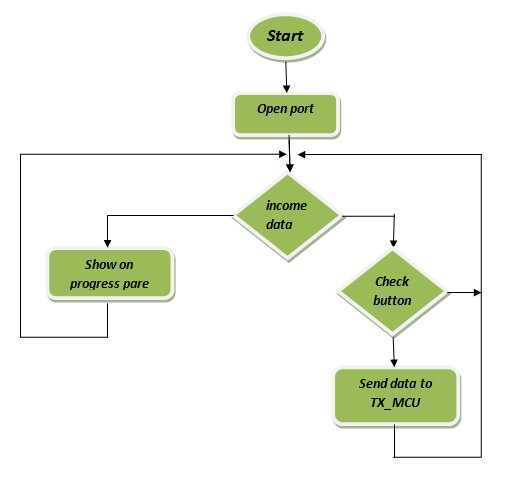 Start
Open port
income
data
Show on
progress pare
Check
button
Send data to
TX_MCU